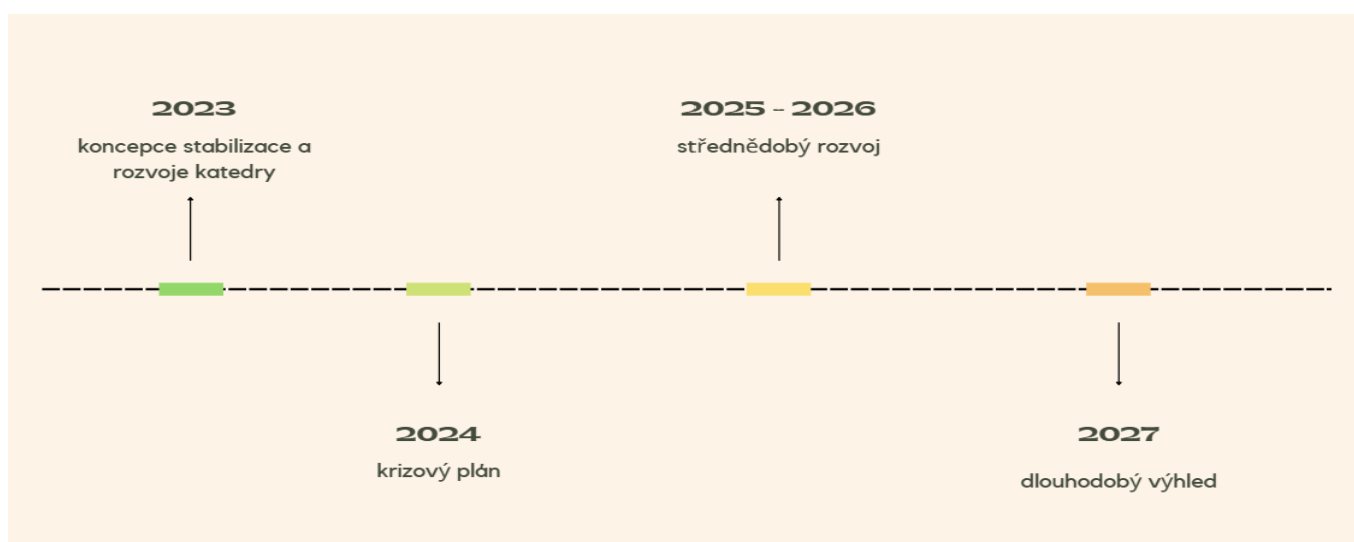 2023
koncepce stabilizace a
rozvoje katedry
2024
krizový plán
2025 - 2026
střednědobý rozvoj
2027
dlouhodobý výhled